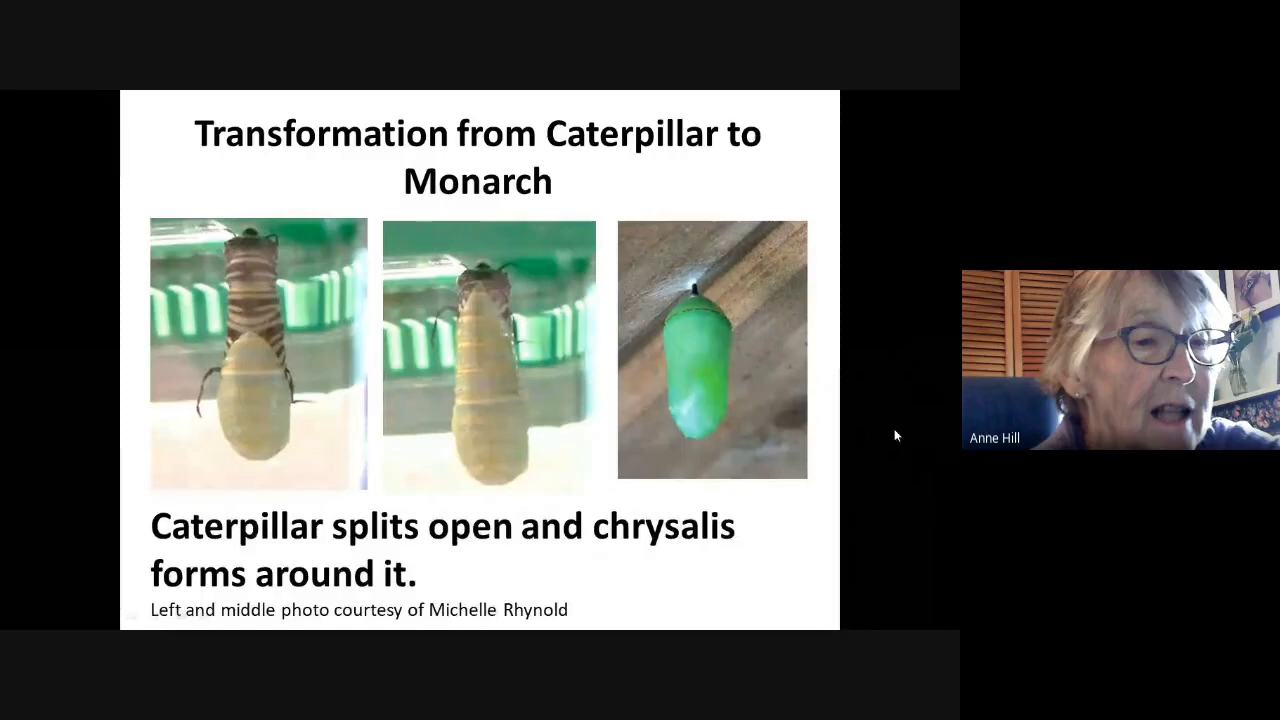 Transformation from Caterpillar to
Monarch
Caterpillar splits open and chrysalis
forms around it.
Left and middle photo courtesy of Michelle Rhynold
Anne Hill